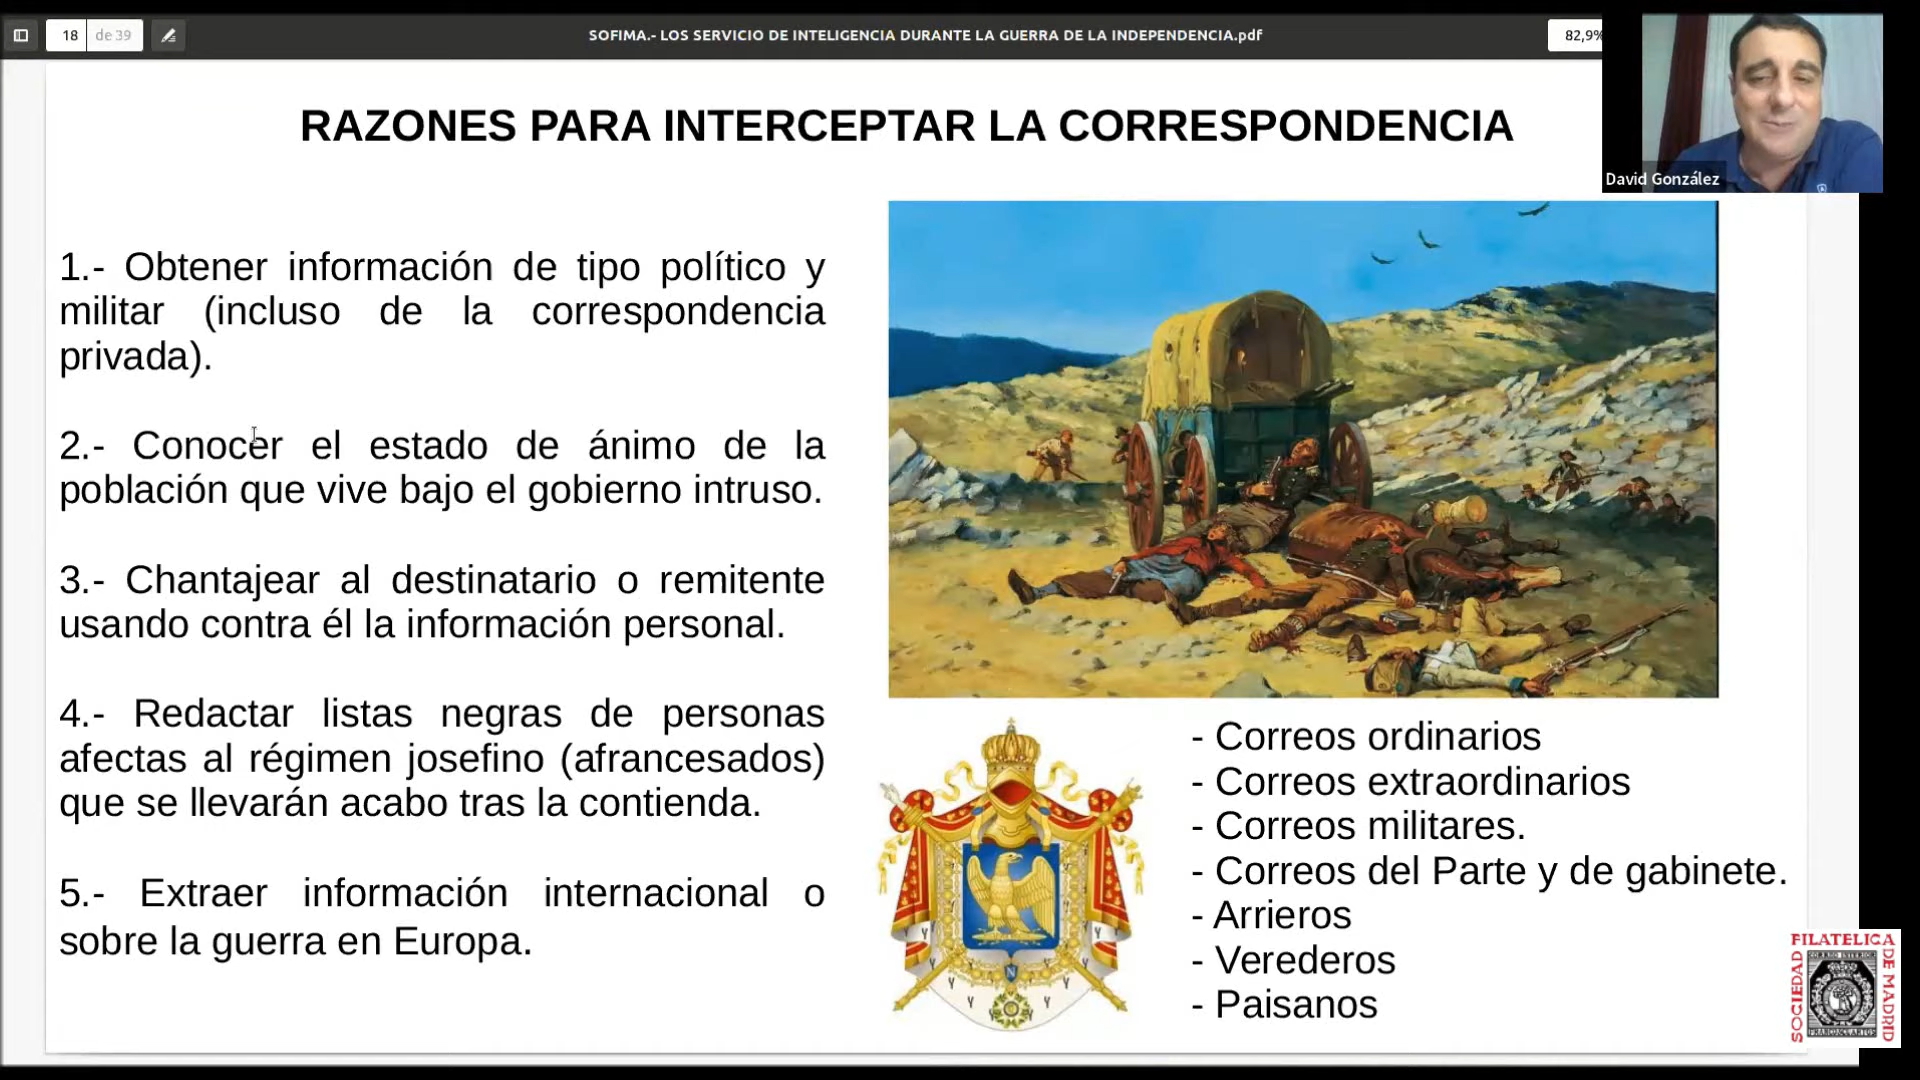 18 de 39
SOFIMA.- LOS SERVICIO DE INTELIGENCIA DURANTE LA GUERRA DE LA INDEPENDENCIA.pdf
82,9%
David González
RAZONES PARA INTERCEPTAR LA CORRESPONDENCIA
1.- Obtener información de tipo político y
militar (incluso de la correspondencia
privada).
2.- Conocer el estado de ánimo de la
población que vive bajo el gobierno intruso.
3.- Chantajear al destinatario o remitente
usando contra él la información personal.
4.- Redactar listas negras de personas
afectas al régimen josefino (afrancesados)
que se llevarán acabo tras la contienda.
5.- Extraer información internacional o
sobre la guerra en Europa.
N
- Correos ordinarios
- Correos extraordinarios
- Correos militares.
- Correos del Parte y de gabinete.
- Arrieros
- Verederos
- Paisanos
SOCIEDAD
FILATELICA
DE MADRID